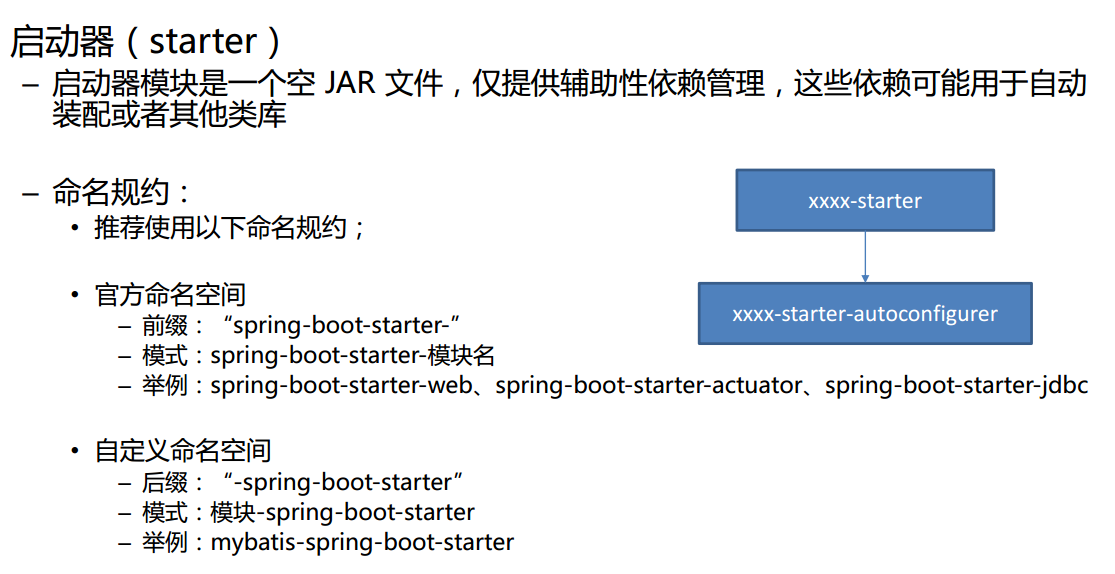 启动器（starter）
– 启动器模块是一个空 JAR 文件，仅提供辅助性依赖管理，这些依赖可能用于自动
装配或者其他类库
– 命名规约：
• 推荐使用以下命名规约；
• 官方命名空间
– 前缀：“spring-boot-starter-”
– 模式：spring-boot-starter-模块名
– 举例：spring-boot-starter-web、spring-boot-starter-actuator、spring-boot-starter-jdbc
• 自定义命名空间
– 后缀：“-spring-boot-starter”
– 模式：模块-spring-boot-starter
– 举例：mybatis-spring-boot-starter
xxxx-starter
xxxx-starter-autoconfigurer